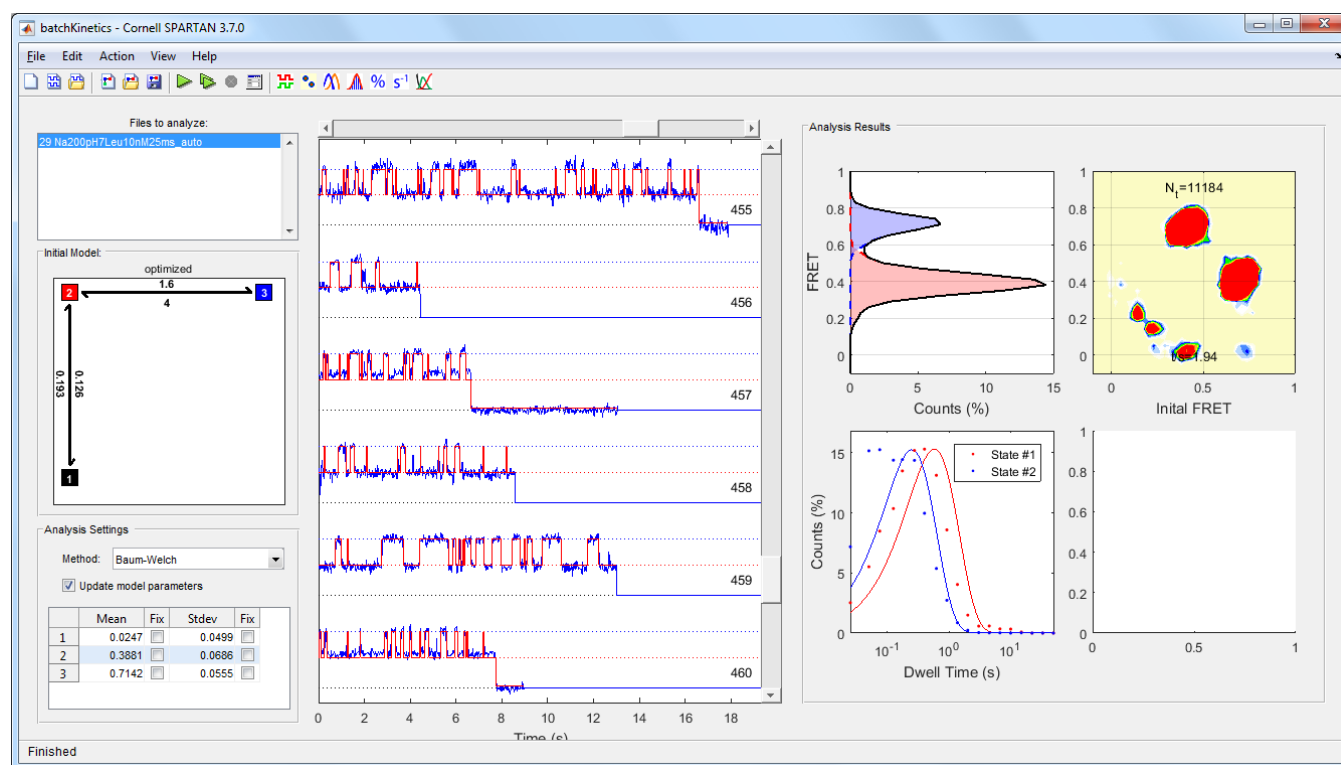 batchKinetics - Cornell SPARTAN 3.7.0
File Edit Action View Help
% s-1
Files to analyze:
29 Na200pH7Leu10nM25ms_auto
Initial Model:
optimized
1.6
2 3
4
0.193 0.126
1
Analysis Settings
Method: Baum-Welch
Update model parameters
Mean Fix Stdev Fix
1 0.0247 0.0499
2 0.3881 0.0686
3 0.7142 0.0555
455
456
457
458
459
460
0 2 4 6 8 10 12 14 16 18
Time (s)
Analysis Results
1
0.8
0.6
0.4
0.2
0
FRET
0 5 10 15
Counts (%)
1
0.8
0.6
0.4
0.2
0
Nt=11184
t/s=1.94
0 0.5 1
Inital FRET
15
10
5
0
Counts (%)
State #1
State #2
10-1 100 101
Dwell Time (s)
1
0.8
0.6
0.4
0.2
0
0 0.5 1
Finished